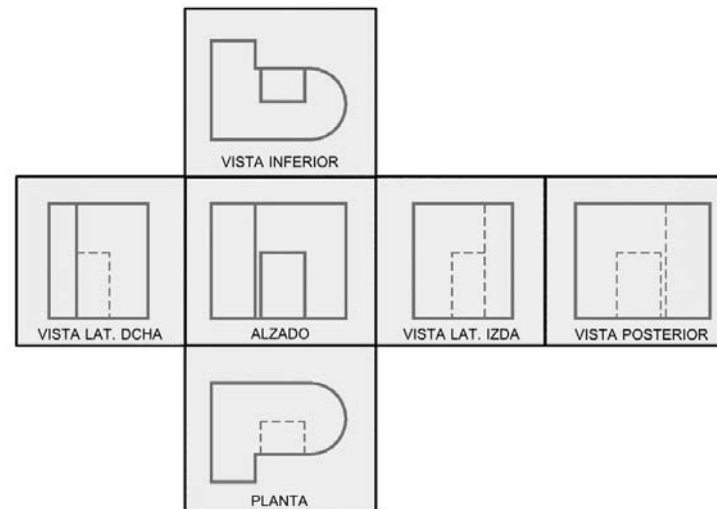 VISTA INFERIOR
VISTA LAT. DCHA
ALZADO
VISTA LAT. IZDA
VISTA POSTERIOR
PLANTA